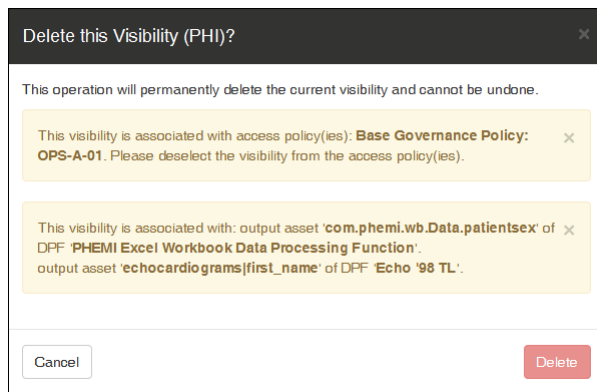 Delete this Visibility (PHI)? ×
This operation will permanently delete the current visibility and cannot be undone.
This visibility is associated with access policy(ies): Base Governance Policy: ×
OPS-A-01. Please deselect the visibility from the access policy(ies).
This visibility is associated with: output asset 'com.phemi.wb.Data.patientsex' of ×
DPF 'PHEMI Excel Workbook Data Processing Function'.
output asset 'echocardiograms|first_name' of DPF 'Echo '98 TL'.
Cancel Delete